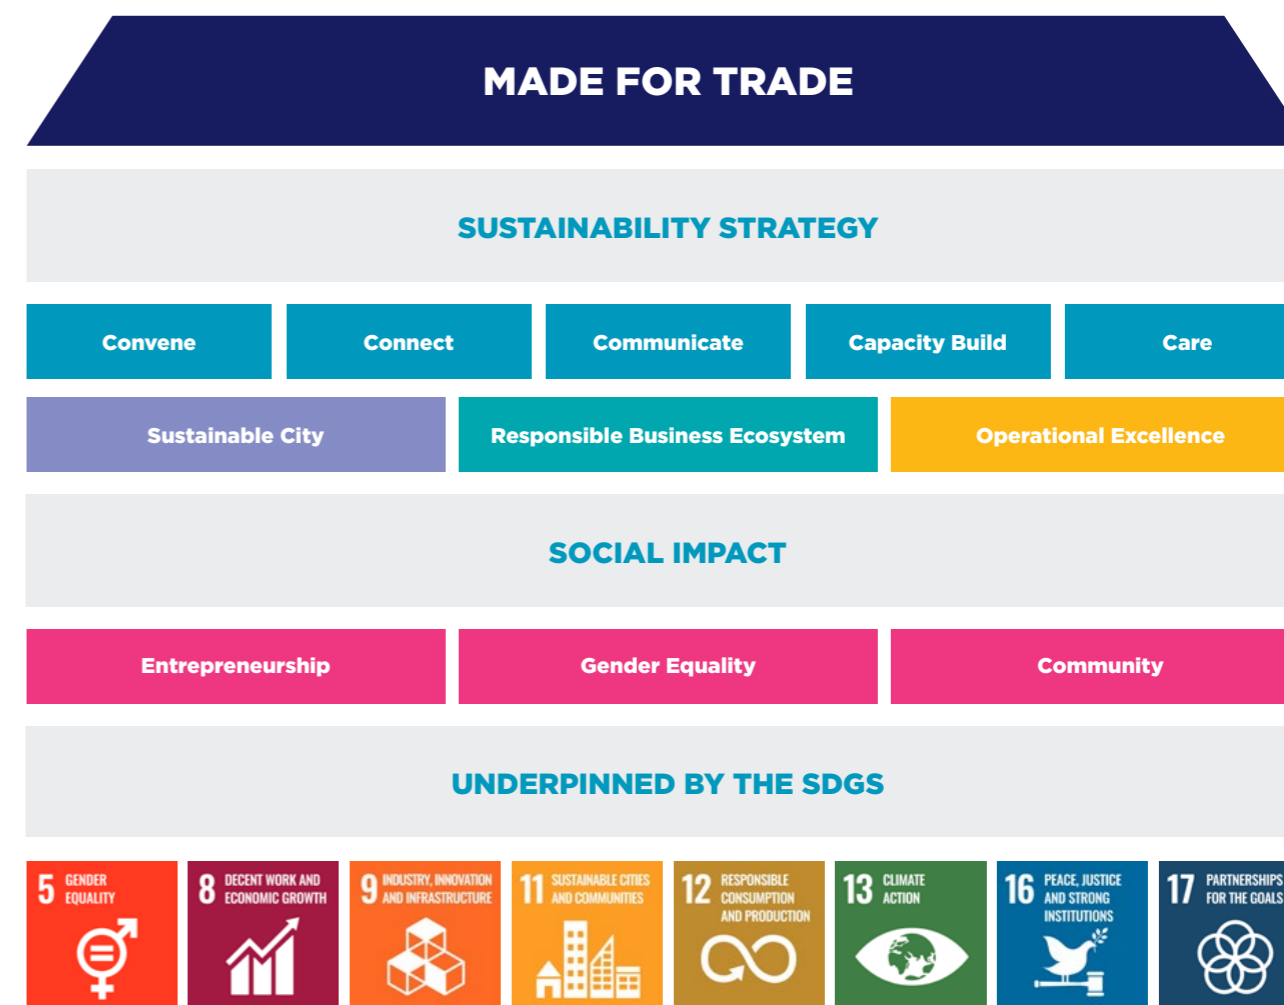 MADE FOR TRADE
SUSTAINABILITY STRATEGY
Convene
Connect
Communicate
Capacity Build
Care
Sustainable City
Responsible Business Ecosystem
Operational Excellence
SOCIAL IMPACT
Entrepreneurship
Gender Equality
Community
UNDERPINNED BY THE SDGS
5 GENDER
EQUALITY
8 DECENT WORK AND
ECONOMIC GROWTH
9 INDUSTRY, INNOVATION
AND INFRASTRUCTURE
11 SUSTAINABLE CITIES
AND COMMUNITIES
12 RESPONSIBLE
CONSUMPTION
AND PRODUCTION
13 CLIMATE
ACTION
16 PEACE, JUSTICE
AND STRONG
INSTITUTIONS
17 PARTNERSHIPS
FOR THE GOALS